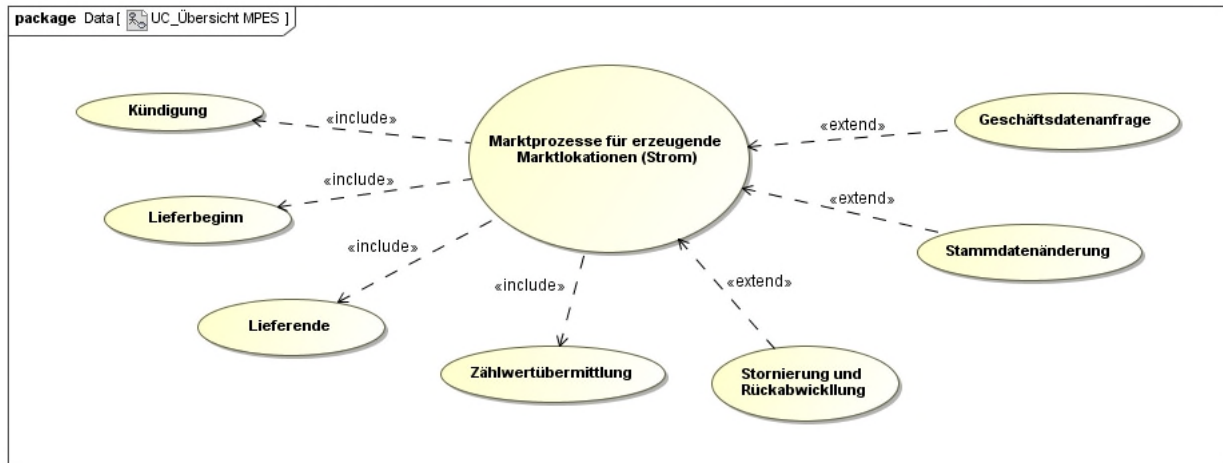 package Data [ UC_Übersicht MPES ]
Kündigung
«include»
Marktprozesse für erzeugende
Marktlokationen (Strom)
«extend»
Geschäftsdatenanfrage
«include»
Lieferbeginn
«extend»
Stammdatenänderung
«include»
Lieferende
«include»
Zählwertübermittlung
«extend»
Stornierung und
Rückabwickllung